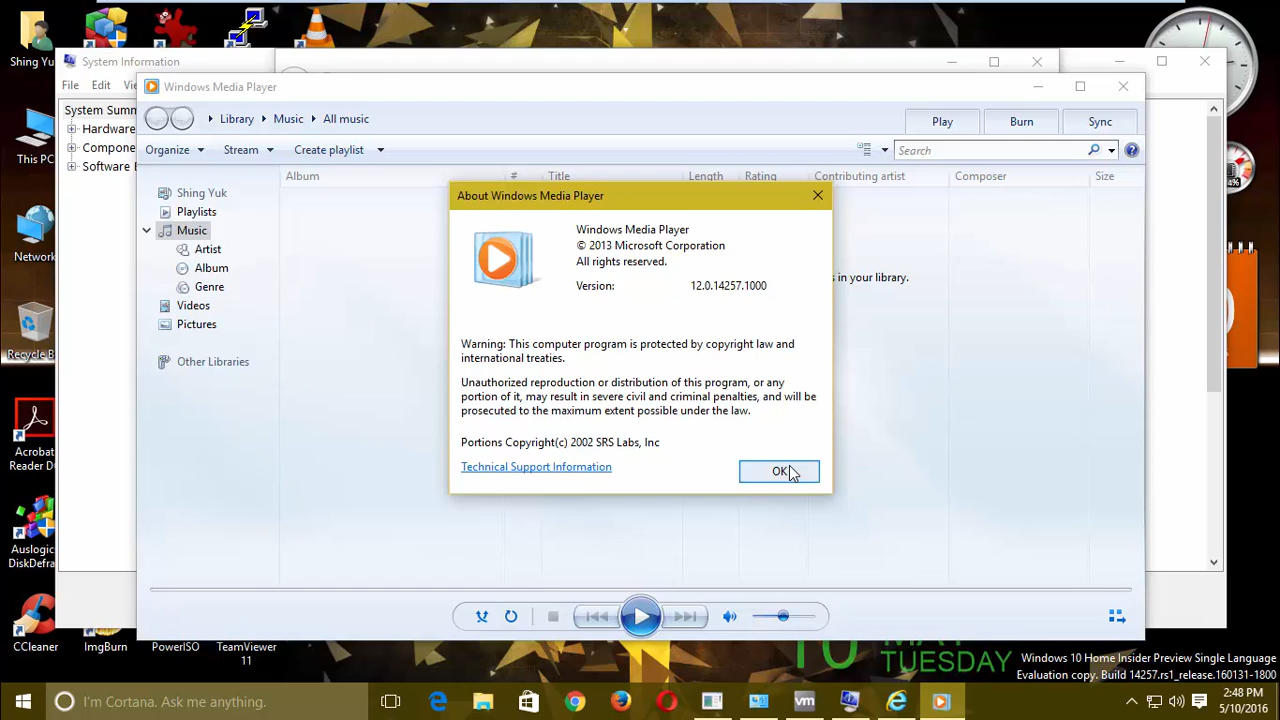 Shing Yu
System Information
File Edit Vi
Windows Media Player
Library Music All music
Play Burn Sync
System Summ
Hardware
Compone
Software E
This PC
Organize Stream Create playlist
Search
Album # Title Length Rating Contributing artist Composer Size
Shing Yuk
Playlists
Music
Artist
Album
Genre
Videos
Pictures
Other Libraries
s in your library.
4%
Network
Recycle B
About Windows Media Player
Windows Media Player
© 2013 Microsoft Corporation
All rights reserved.
Version: 12.0.14257.1000
Warning: This computer program is protected by copyright law and
international treaties.
Unauthorized reproduction or distribution of this program, or any
portion of it, may result in severe civil and criminal penalties, and will be
prosecuted to the maximum extent possible under the law.
Portions Copyright(c) 2002 SRS Labs, Inc
Technical Support Information
OK
Acrobat
Reader D
Auslogic
DiskDefra
CCleaner
ImgBurn
PowerISO
TeamViewer
11
TUESDAY
Windows 10 Home Insider Preview Single Language
Evaluation copy. Build 14257.rs1_release.160131-1800
I'm Cortana. Ask me anything.
vm
2:48 PM
5/10/2016